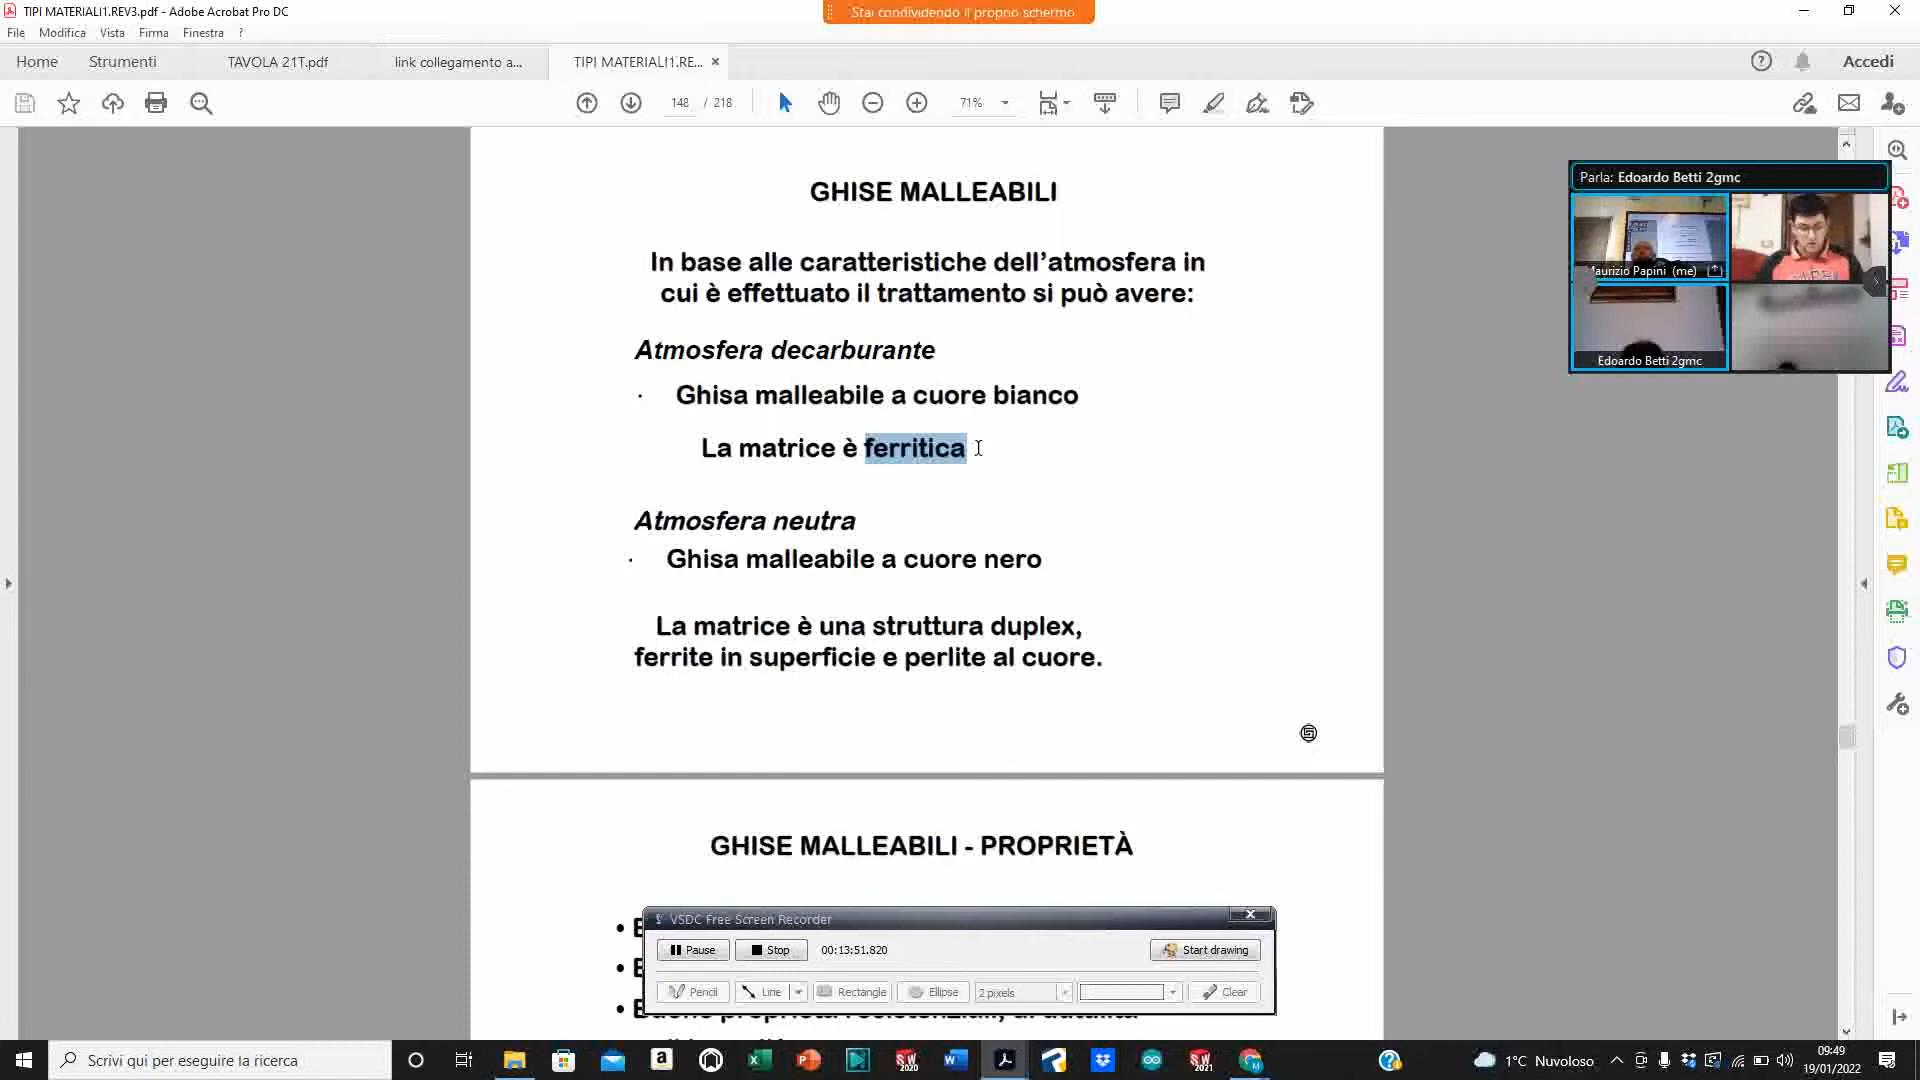 TIPI MATERIALI1.REV3.pdf - Adobe Acrobat Pro DC
Stai condividendo il proprio schermo
File Modifica Vista Firma Finestra ?
Home Strumenti TAVOLA 21T.pdf link collegamento a... TIPI MATERIALI1.RE... × Accedi
148 / 218 71%
Parla: Edoardo Betti 2gmc
Maurizio Papini (me)
Edoardo Betti 2gmc
GHISE MALLEABILI
In base alle caratteristiche dell'atmosfera in
cui è effettuato il trattamento si può avere:
Atmosfera decarburante
· Ghisa malleabile a cuore bianco
La matrice è ferritica
Atmosfera neutra
· Ghisa malleabile a cuore nero
La matrice è una struttura duplex,
ferrite in superficie e perlite al cuore.
GHISE MALLEABILI - PROPRIETÀ
VSDC Free Screen Recorder
Pause Stop 00:13:51.820 Start drawing
Pencil Line Rectangle Ellipse 2 pixels Clear
Scrivi qui per eseguire la ricerca
1°C Nuvoloso
09:49
19/01/2022